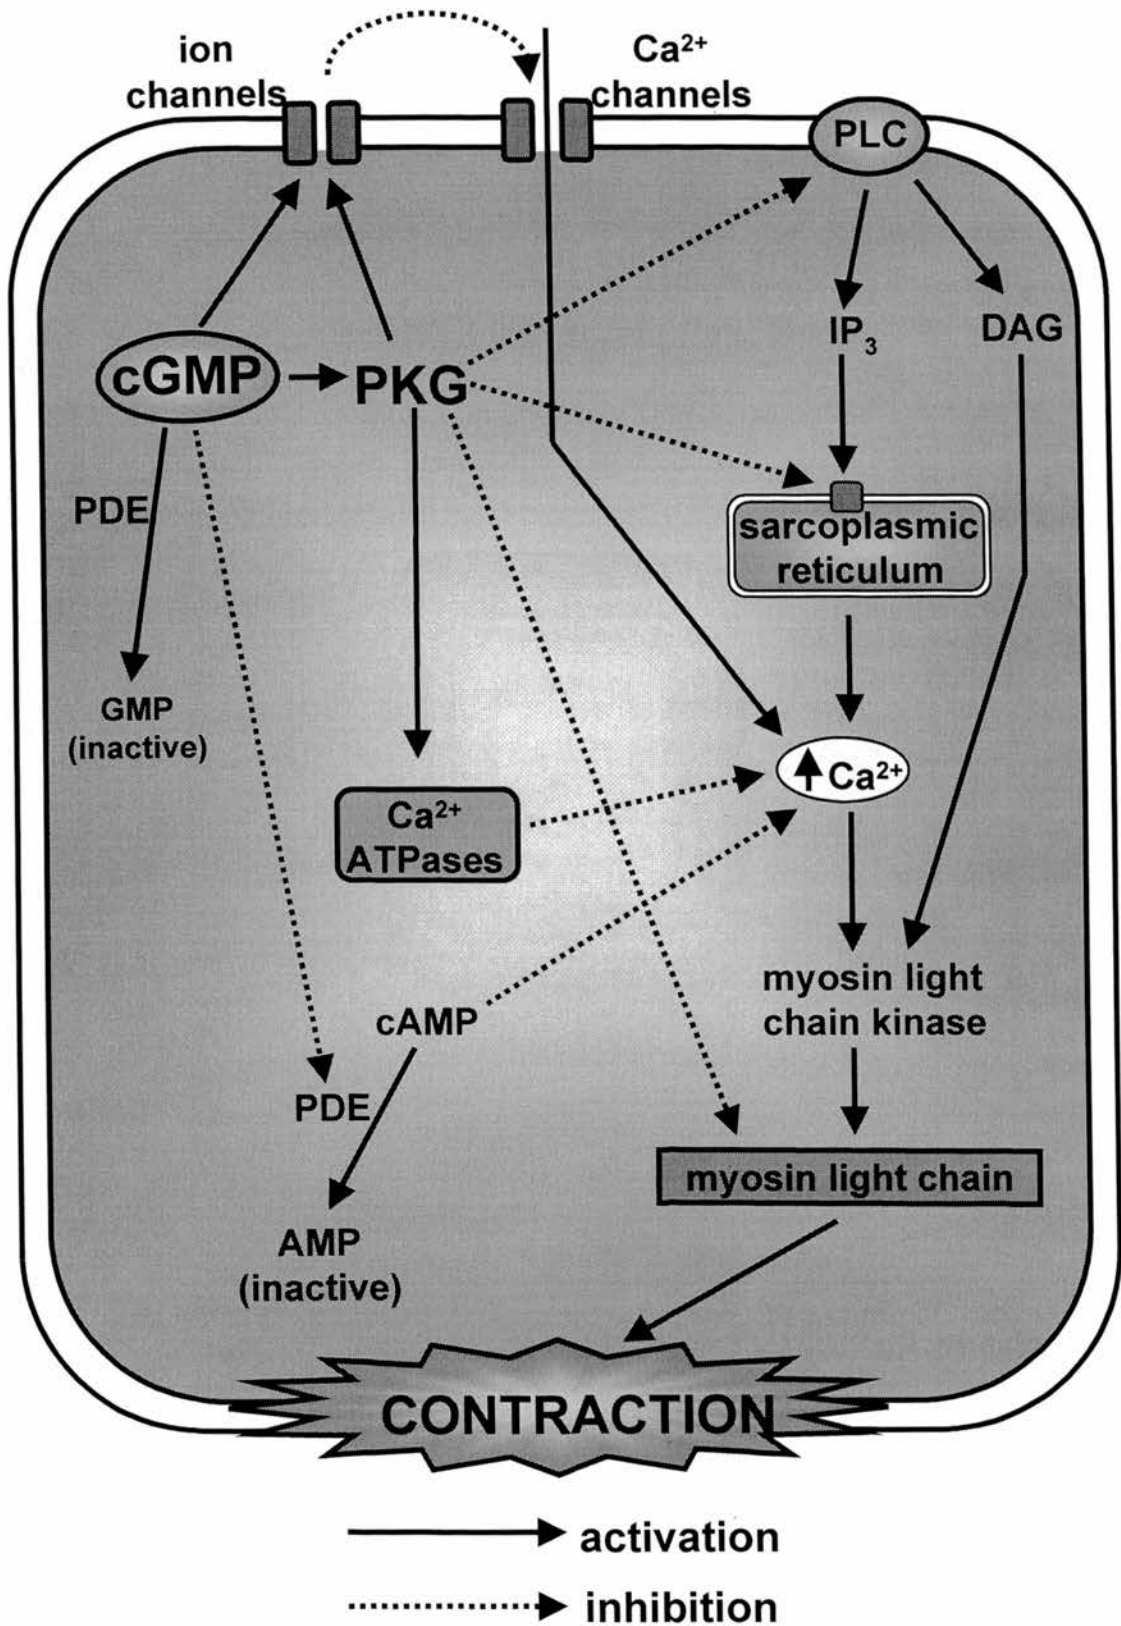 ion
channels
Ca²⁺
channels
PLC
IP₃
DAG
cGMP
PKG
PDE
sarcoplasmic
reticulum
GMP
(inactive)
Ca²⁺
Ca²⁺
ATPases
myosin light
chain kinase
cAMP
PDE
myosin light chain
AMP
(inactive)
CONTRACTION
activation
inhibition